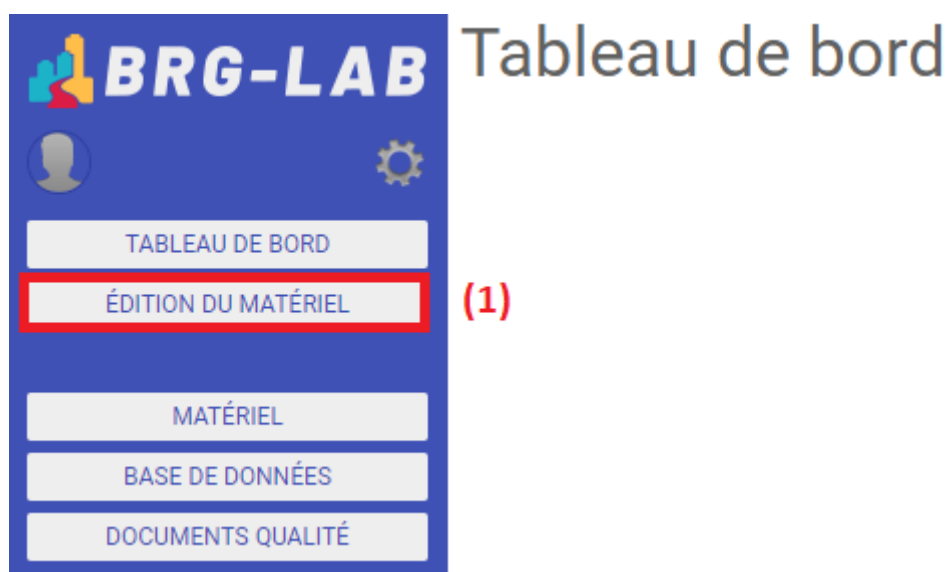 BRG-LAB
Tableau de bord
TABLEAU DE BORD
ÉDITION DU MATÉRIEL
(1)
MATÉRIEL
BASE DE DONNÉES
DOCUMENTS QUALITÉ